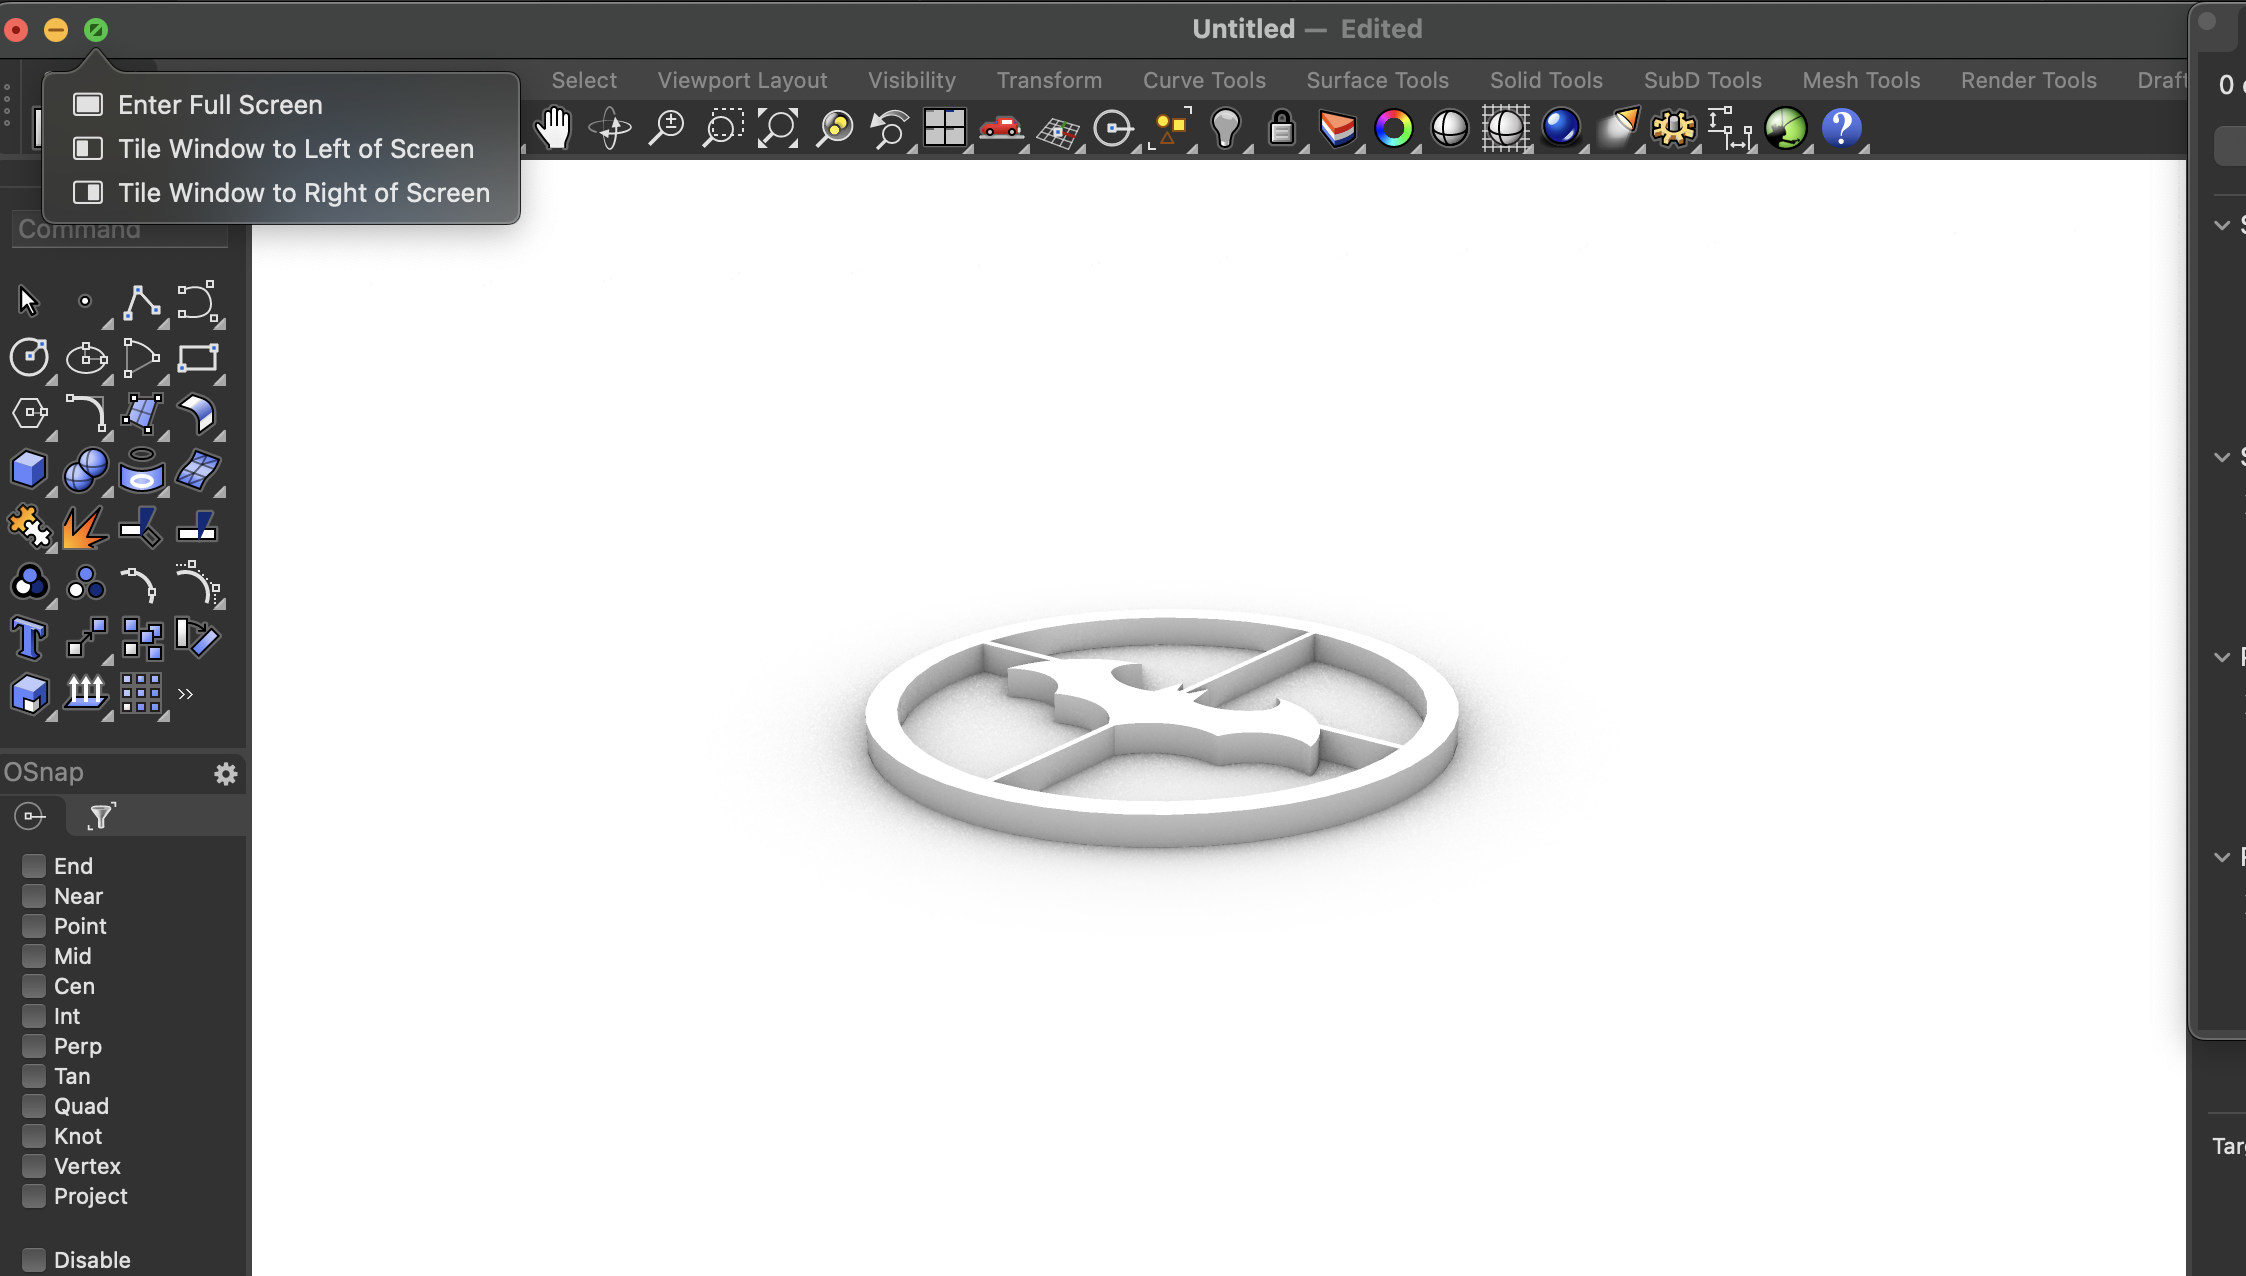 Untitled — Edited
Select Viewport Layout Visibility Transform Curve Tools Surface Tools Solid Tools SubD Tools Mesh Tools Render Tools Draft
Enter Full Screen
Tile Window to Left of Screen
Tile Window to Right of Screen
Command
OSnap
End
Near
Point
Mid
Cen
Int
Perp
Tan
Quad
Knot
Vertex
Project
Disable
0